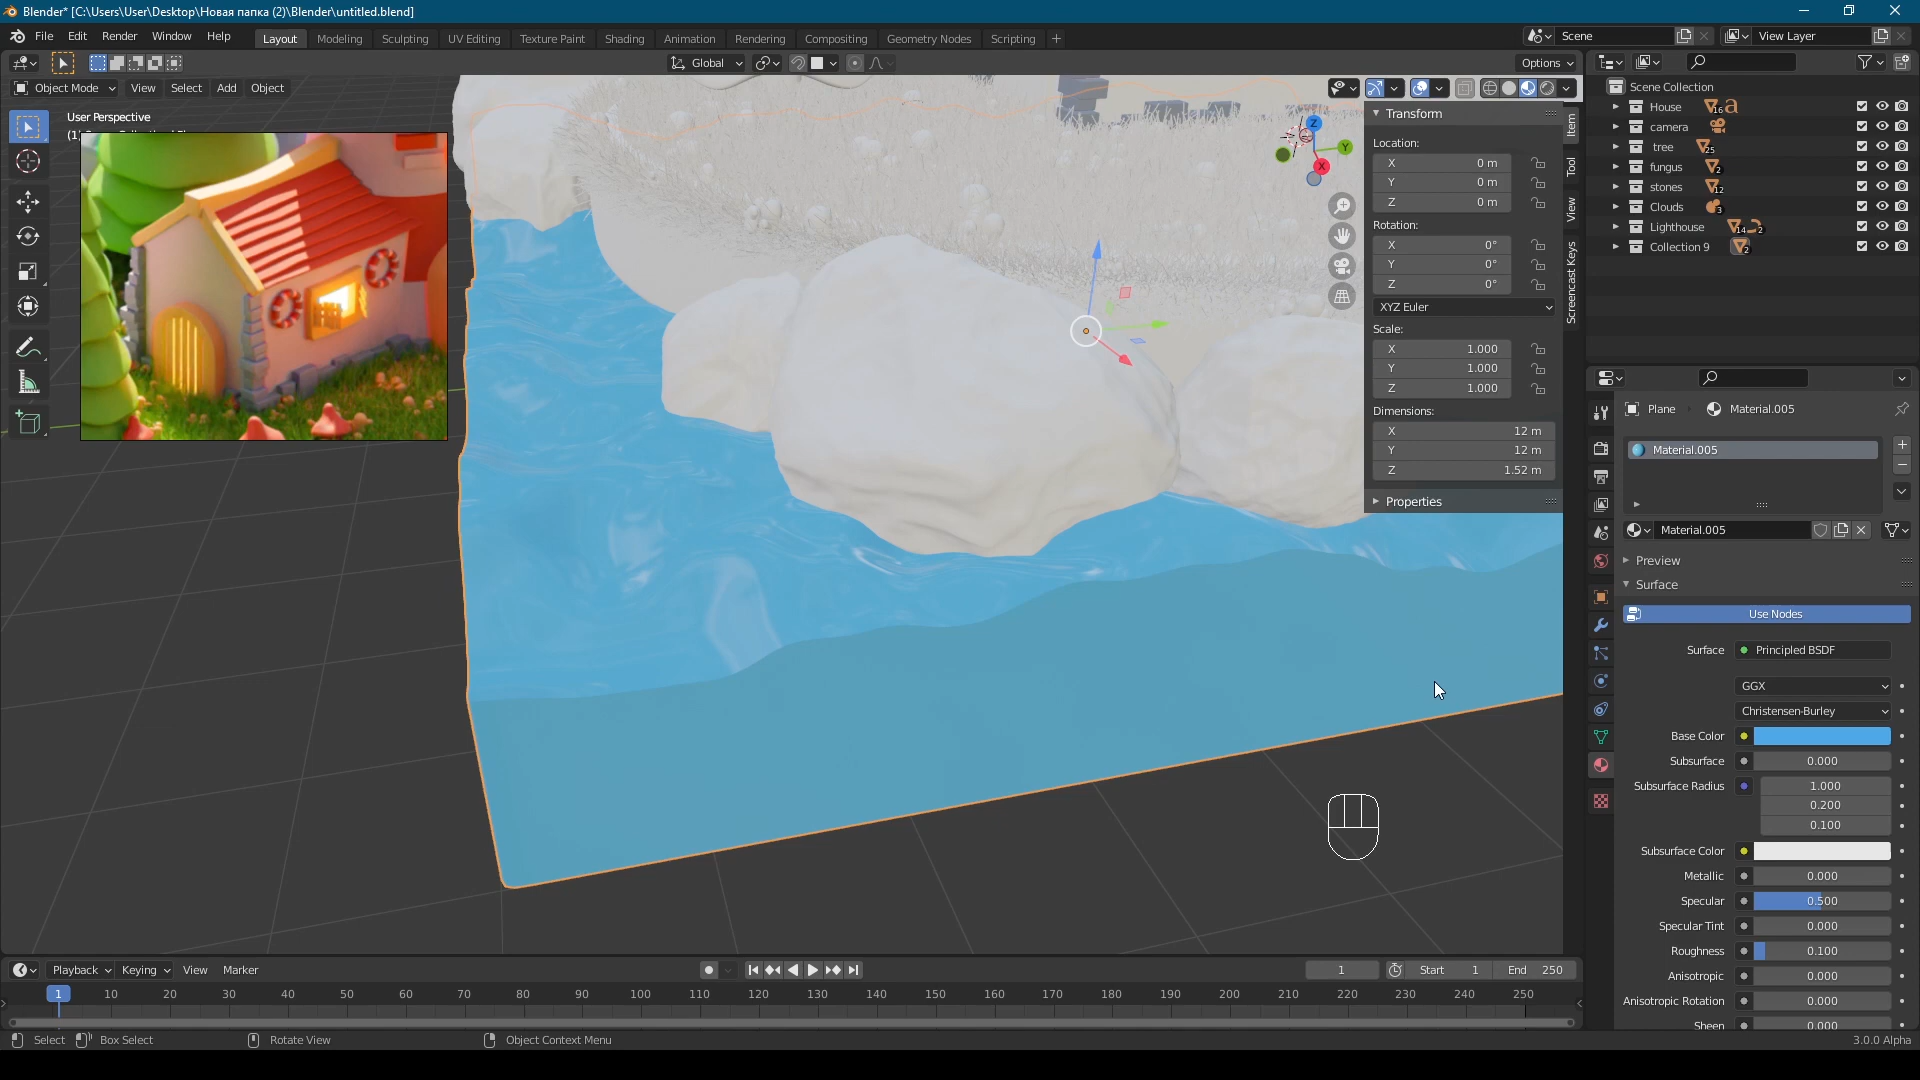 Blender* [C:\Users\User\Desktop\Новая папка (2)\Blender\untitled.blend]
File Edit Render Window Help
Layout Modeling Sculpting UV Editing Texture Paint Shading Animation Rendering Compositing Geometry Nodes Scripting +
Scene
View Layer
Global
Options
Object Mode View Select Add Object
User Perspective
(1)
Z
Y
X
Transform
Location:
X 0 m
Y 0 m
Z 0 m
Rotation:
X 0°
Y 0°
Z 0°
XYZ Euler
Scale:
X 1.000
Y 1.000
Z 1.000
Dimensions:
X 12 m
Y 12 m
Z 1.52 m
Properties
Item
Tool
View
Screencast Keys
Scene Collection
House 16
camera
tree 25
fungus 2
stones 12
Clouds 3
Lighthouse 14 2
Collection 9 2
Plane Material.005
Material.005
Material.005
Preview
Surface
Use Nodes
Surface Principled BSDF
GGX
Christensen-Burley
Base Color
Subsurface 0.000
Subsurface Radius 1.000
0.200
0.100
Subsurface Color
Metallic 0.000
Specular 0.500
Specular Tint 0.000
Roughness 0.100
Anisotropic 0.000
Anisotropic Rotation 0.000
Sheen 0.000
Playback Keying View Marker
1 Start 1 End 250
1 10 20 30 40 50 60 70 80 90 100 110 120 130 140 150 160 170 180 190 200 210 220 230 240 250
Select Box Select Rotate View Object Context Menu
3.0.0 Alpha